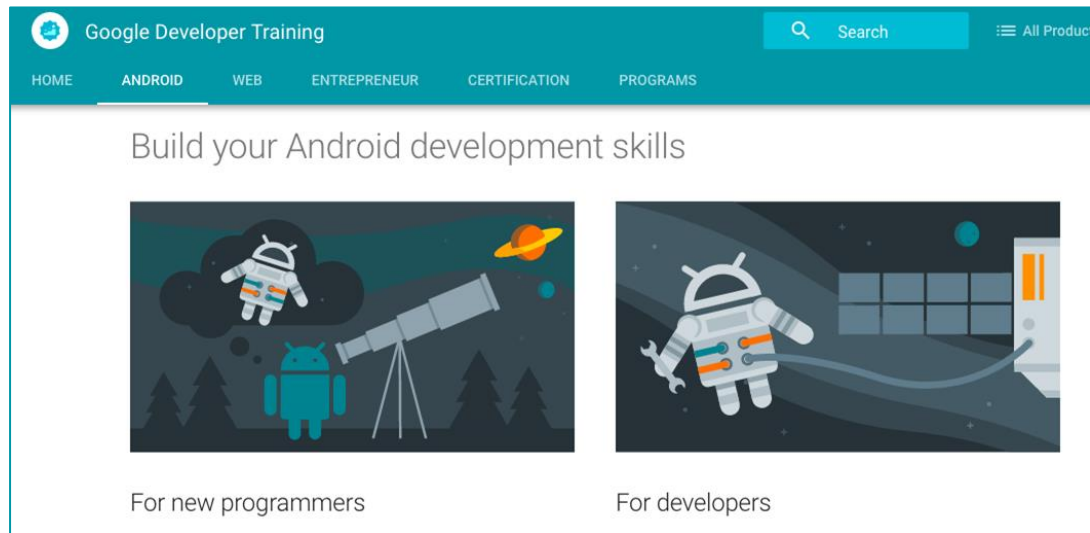 Google Developer Training
Search
All Product
HOME ANDROID WEB ENTREPRENEUR CERTIFICATION PROGRAMS
Build your Android development skills
For new programmers
For developers